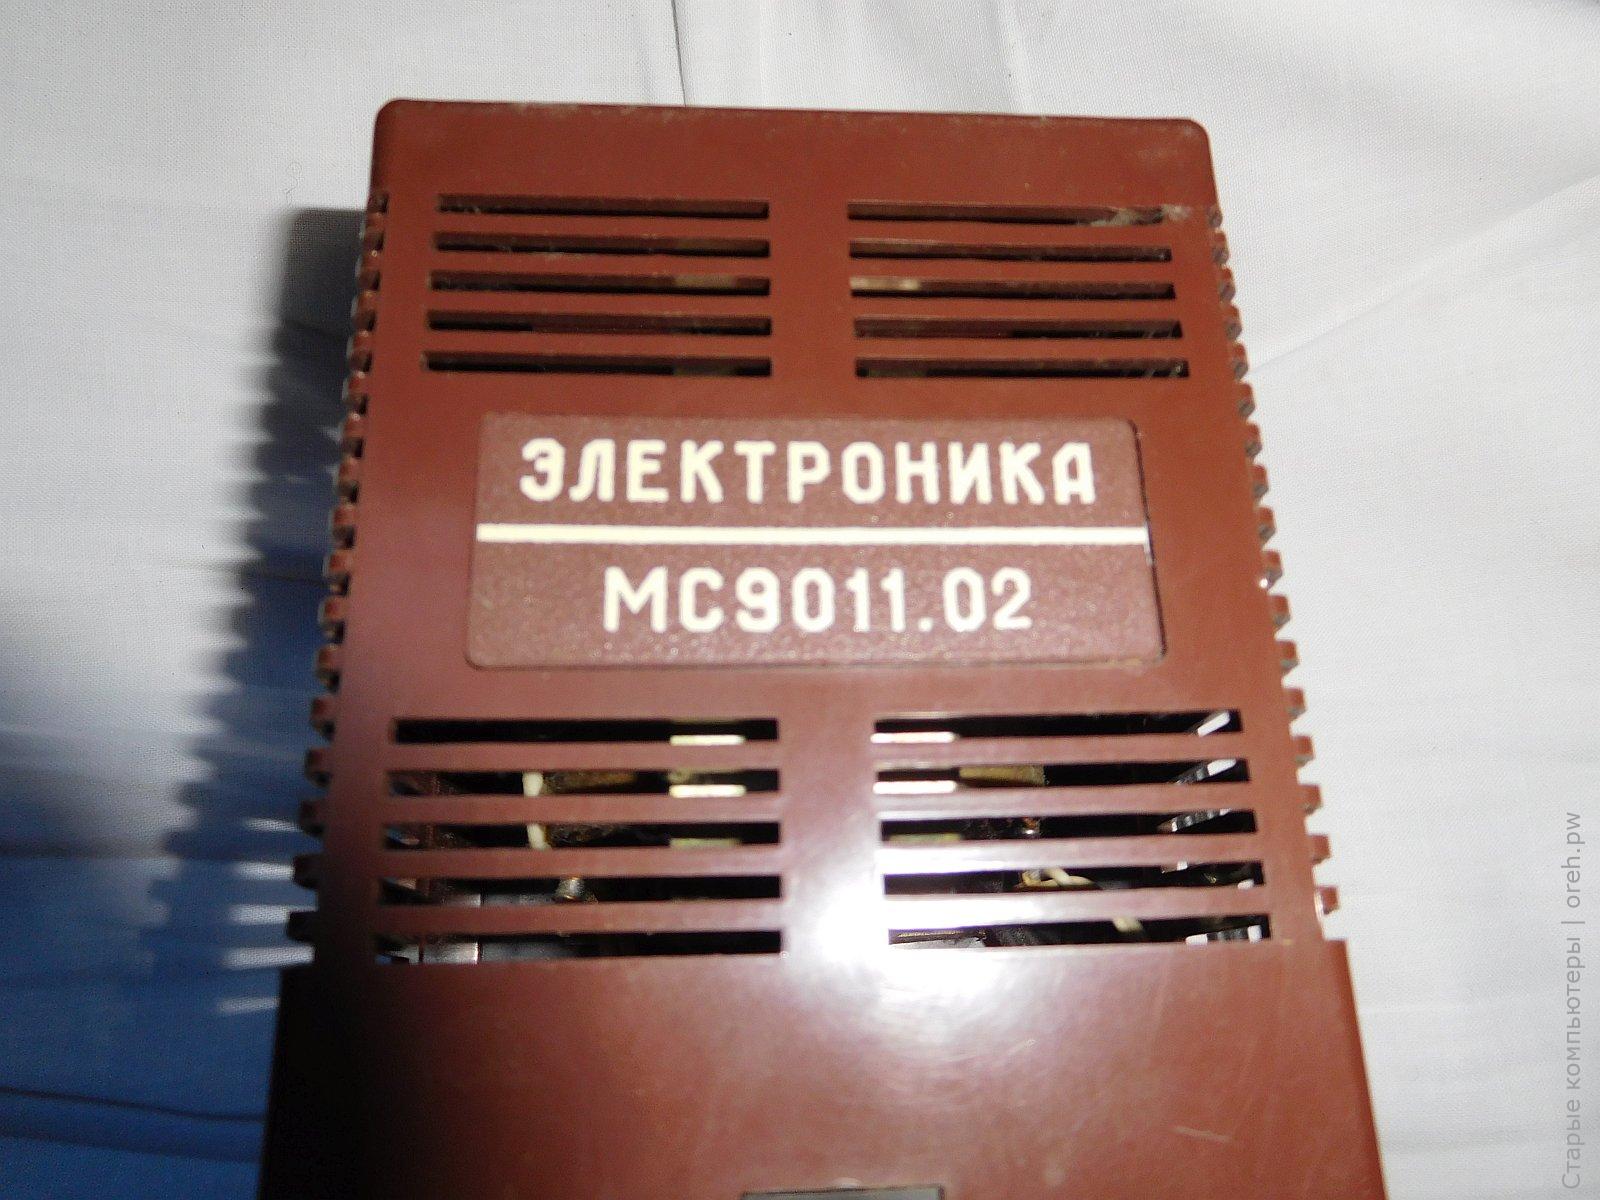 ЭЛЕКТРОНИКА
МС9011.02
Старые компьютеры | oreh.pw